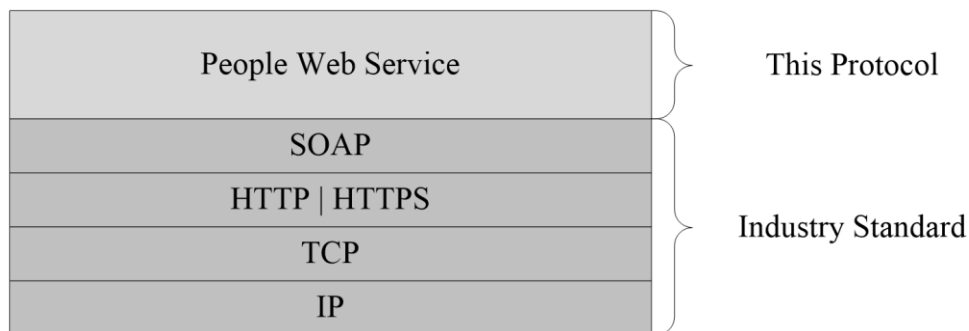 People Web Service
This Protocol
SOAP
HTTP | HTTPS
TCP
IP
Industry Standard